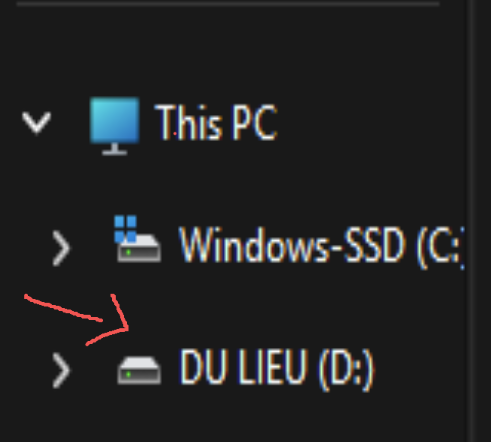 This PC
Windows-SSD (C:)
DU LIEU (D:)